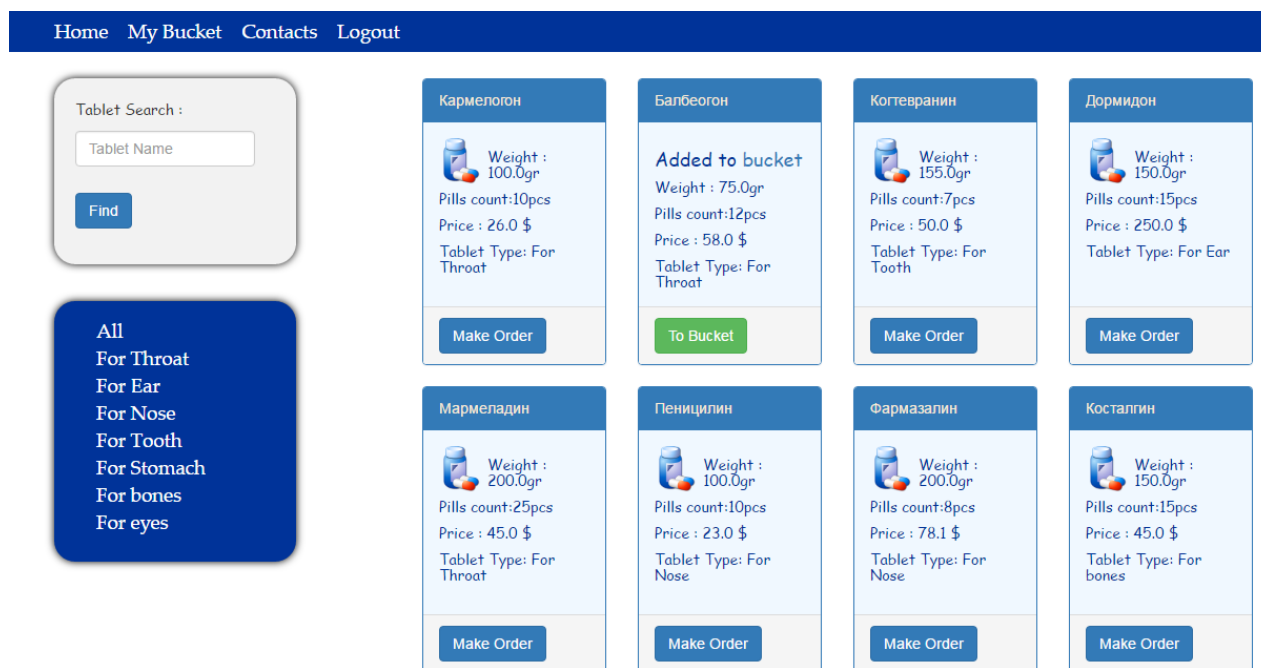 Home My Bucket Contacts Logout
Tablet Search :
Tablet Name
Find
All
For Throat
For Ear
For Nose
For Tooth
For Stomach
For bones
For eyes
Кармелогон
Weight :
100.0gr
Pills count:10pcs
Price : 26.0 $
Tablet Type: For
Throat
Make Order
Балбеогон
Added to bucket
Weight : 75.0gr
Pills count:12pcs
Price : 58.0 $
Tablet Type: For
Throat
To Bucket
Когтевранин
Weight :
155.0gr
Pills count:7pcs
Price : 50.0 $
Tablet Type: For
Tooth
Make Order
Дормидон
Weight :
150.0gr
Pills count:15pcs
Price : 250.0 $
Tablet Type: For Ear
Make Order
Мармеладин
Weight :
200.0gr
Pills count:25pcs
Price : 45.0 $
Tablet Type: For
Throat
Make Order
Пеницилин
Weight :
100.0gr
Pills count:10pcs
Price : 23.0 $
Tablet Type: For
Nose
Make Order
Фармазалин
Weight :
200.0gr
Pills count:8pcs
Price : 78.1 $
Tablet Type: For
Nose
Make Order
Косталгин
Weight :
150.0gr
Pills count:15pcs
Price : 45.0 $
Tablet Type: For
bones
Make Order